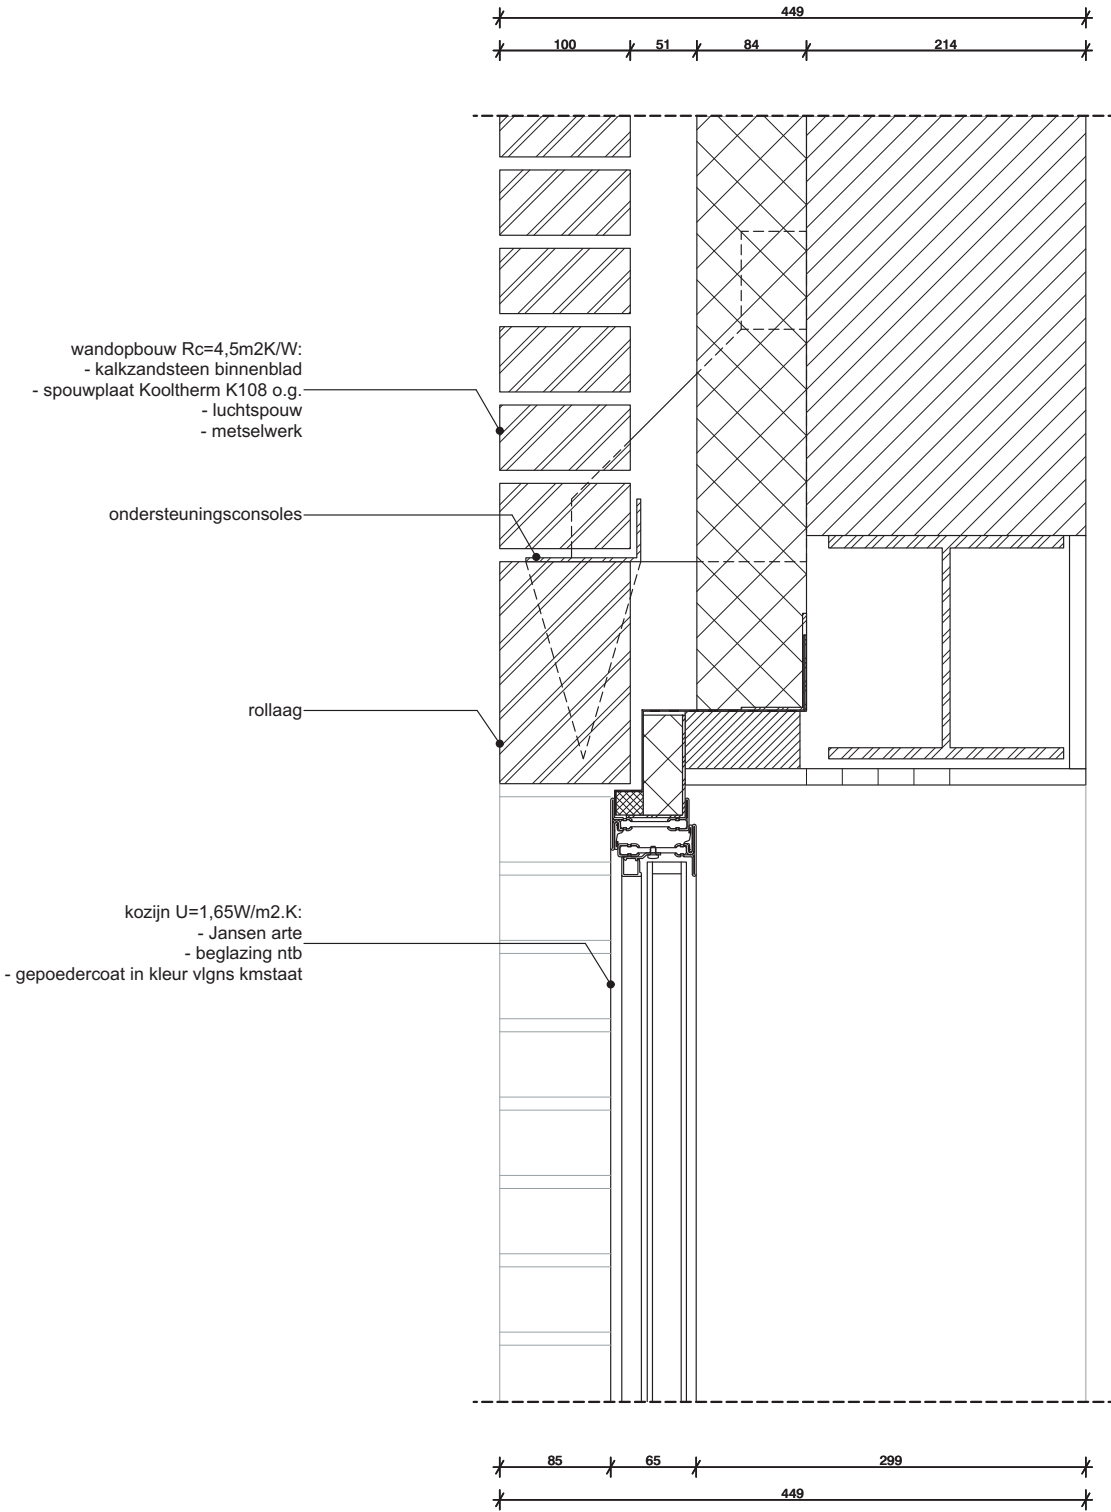 449
100 51 84 214
wandopbouw Rc=4,5m2K/W:
- kalkzandsteen binnenblad
- spouwplaat Kooltherm K108 o.g.
- luchtspouw
- metselwerk
ondersteuningsconsoles
rollaag
kozijn U=1,65W/m2.K:
- Jansen arte
- beglazing ntb
- gepoedercoat in kleur vlgns kmstaat
85 65 299
449